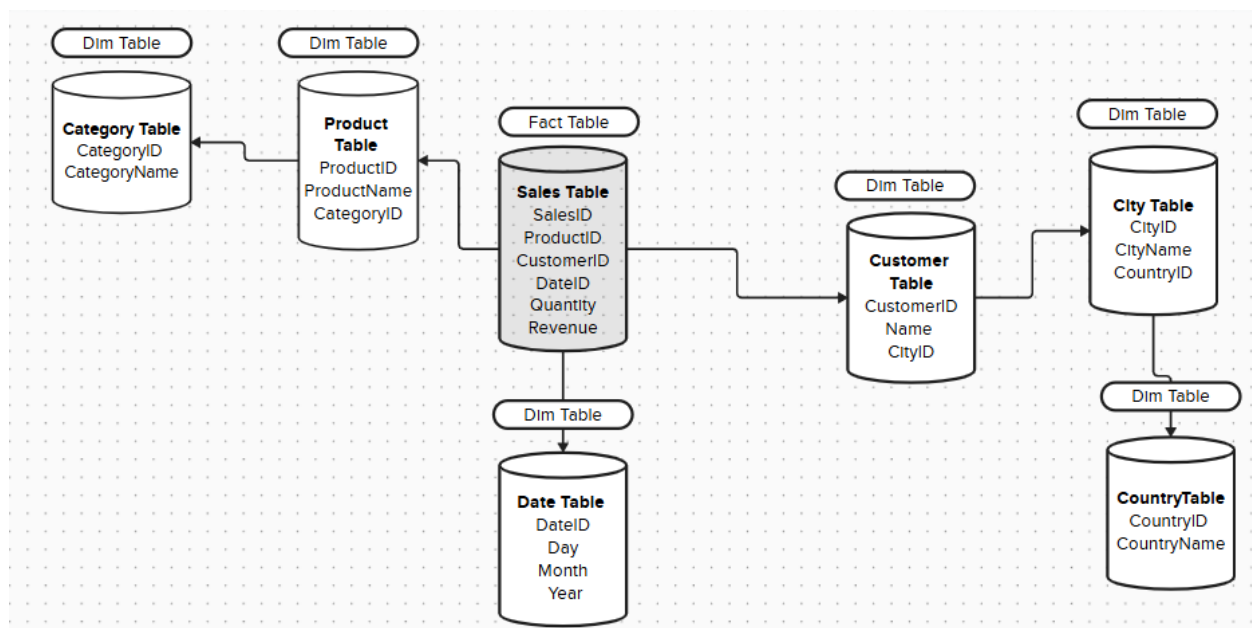 Dim Table
Category Table
CategoryID
CategoryName
Dim Table
Product
Table
ProductID
ProductName
CategoryID
Fact Table
Sales Table
SalesID
ProductID
CustomerID
DateID
Quantity
Revenue
Dim Table
Customer
Table
CustomerID
Name
CityID
Dim Table
City Table
CityID
CityName
CountryID
Dim Table
Date Table
DateID
Day
Month
Year
Dim Table
CountryTable
CountryID
CountryName